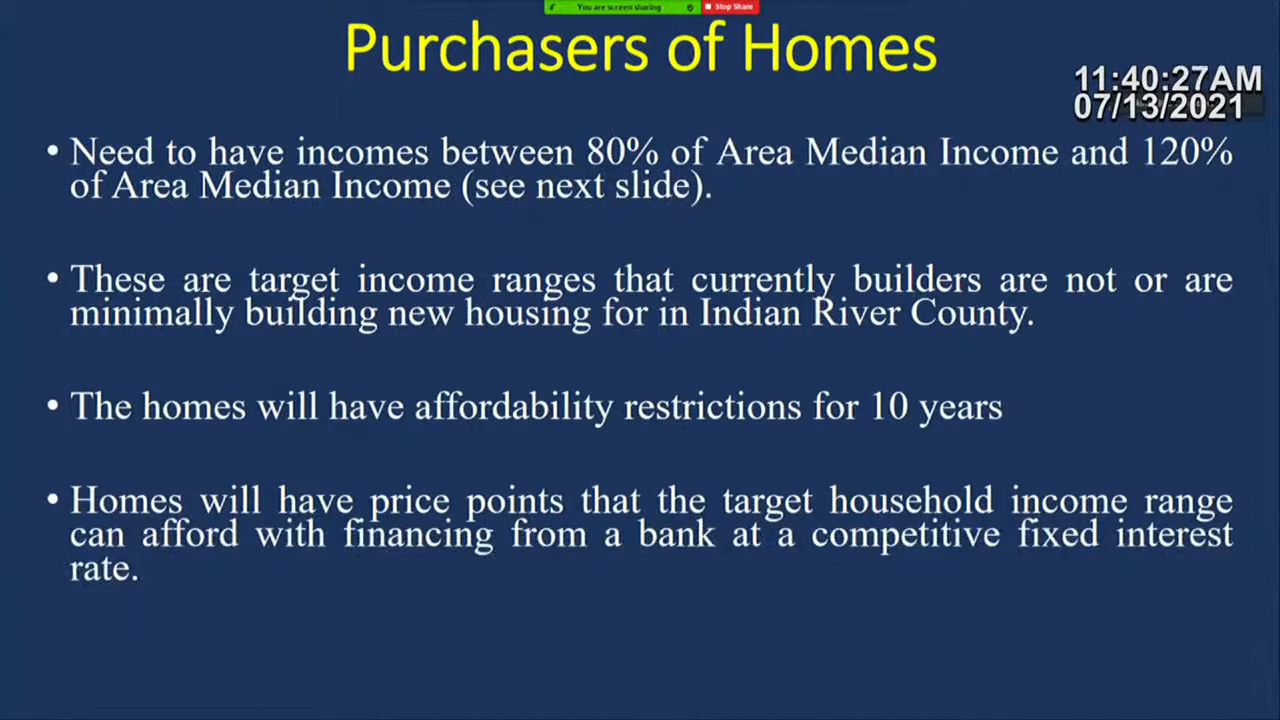 You are screen sharing
Stop Share
Purchasers of Homes
11:40:27AM
07/13/2021
• Need to have incomes between 80% of Area Median Income and 120%
of Area Median Income (see next slide).
• These are target income ranges that currently builders are not or are
minimally building new housing for in Indian River County.
• The homes will have affordability restrictions for 10 years
• Homes will have price points that the target household income range
can afford with financing from a bank at a competitive fixed interest
rate.